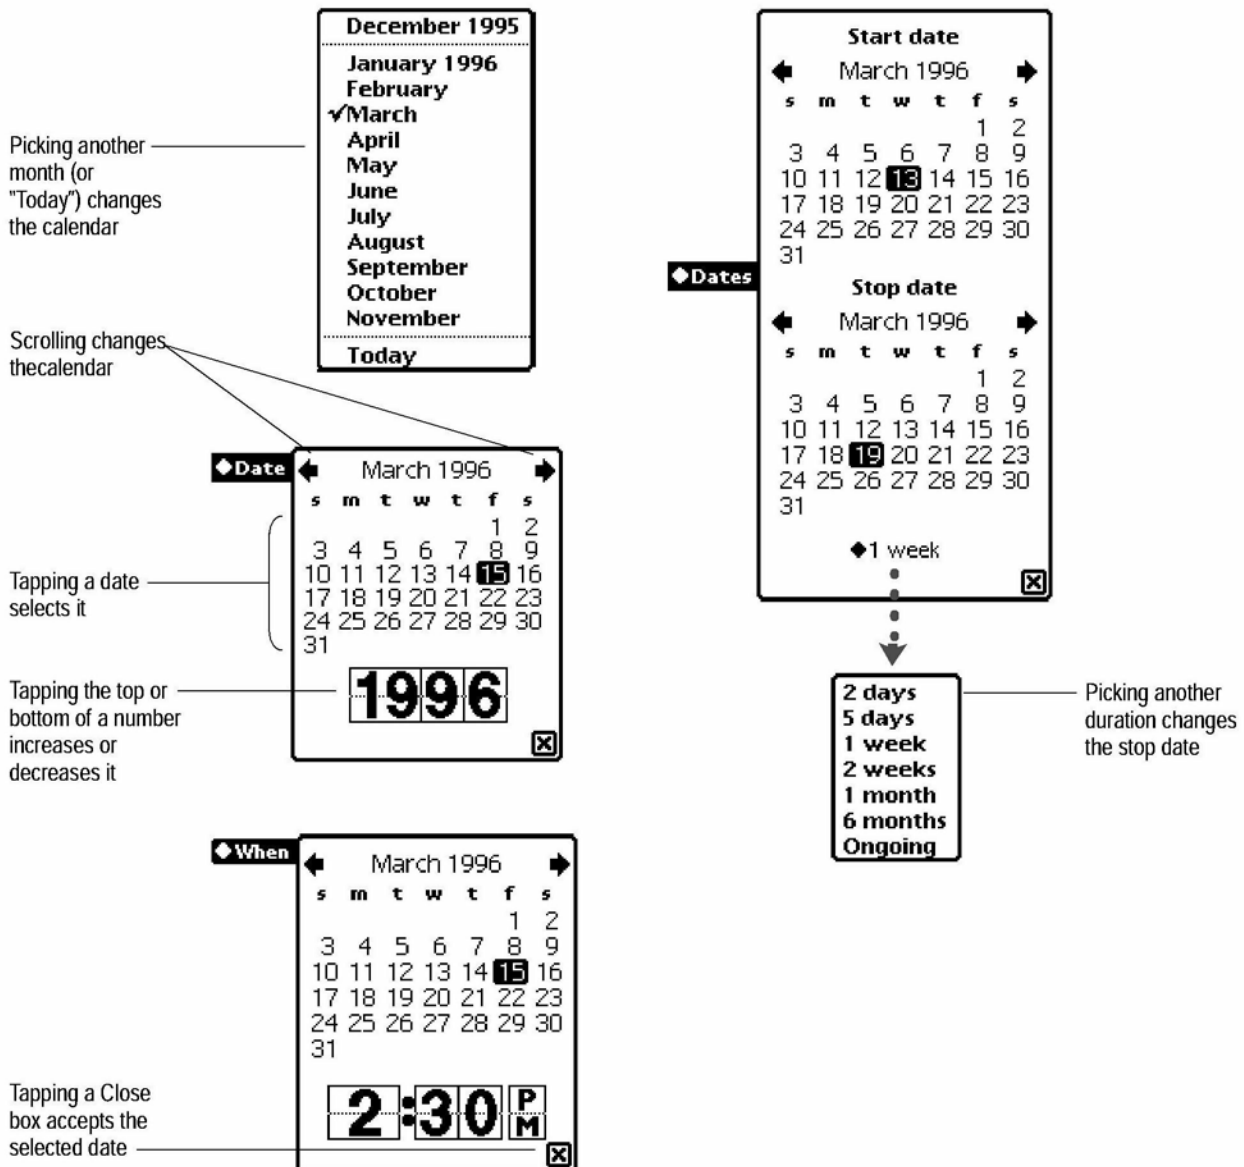 December 1995
January 1996
February
✓March
April
May
June
July
August
September
October
November
Today
Picking another
month (or
"Today") changes
the calendar
Scrolling changes
thecalendar
◆Date
March 1996
s m t w t f s
1 2
3 4 5 6 7 8 9
10 11 12 13 14 15 16
17 18 19 20 21 22 23
24 25 26 27 28 29 30
31
1996
Tapping a date
selects it
Tapping the top or
bottom of a number
increases or
decreases it
◆When
March 1996
s m t w t f s
1 2
3 4 5 6 7 8 9
10 11 12 13 14 15 16
17 18 19 20 21 22 23
24 25 26 27 28 29 30
31
2:30 PM
Tapping a Close
box accepts the
selected date
◆Dates
Start date
March 1996
s m t w t f s
1 2
3 4 5 6 7 8 9
10 11 12 13 14 15 16
17 18 19 20 21 22 23
24 25 26 27 28 29 30
31
Stop date
March 1996
s m t w t f s
1 2
3 4 5 6 7 8 9
10 11 12 13 14 15 16
17 18 19 20 21 22 23
24 25 26 27 28 29 30
31
◆1 week
2 days
5 days
1 week
2 weeks
1 month
6 months
Ongoing
Picking another
duration changes
the stop date